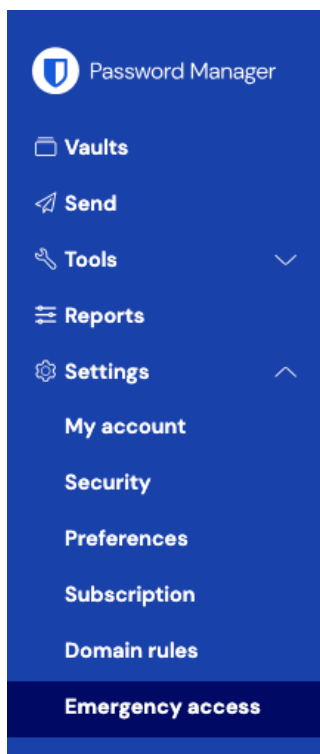 Password Manager
Vaults
Send
Tools
Reports
Settings
My account
Security
Preferences
Subscription
Domain rules
Emergency access